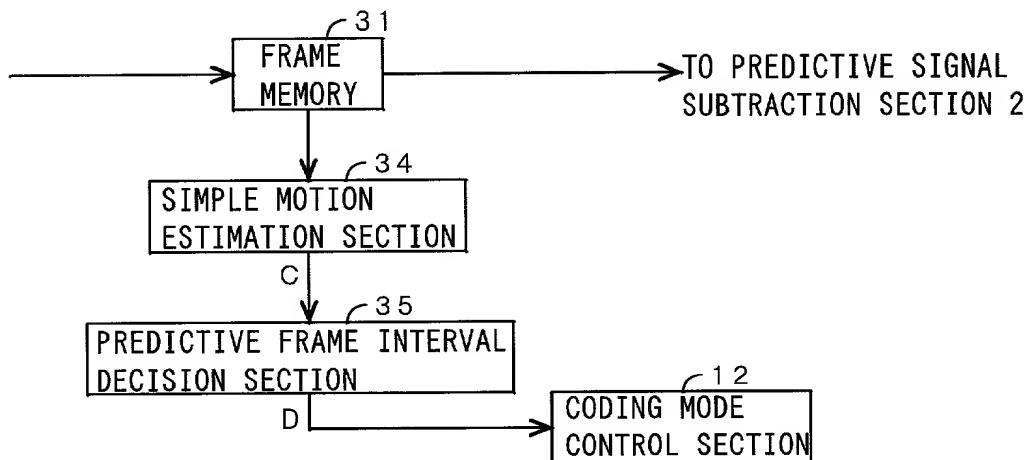 31
FRAME
MEMORY
TO PREDICTIVE SIGNAL
SUBTRACTION SECTION 2
34
SIMPLE MOTION
ESTIMATION SECTION
C
35
PREDICTIVE FRAME INTERVAL
DECISION SECTION
D
12
CODING MODE
CONTROL SECTION